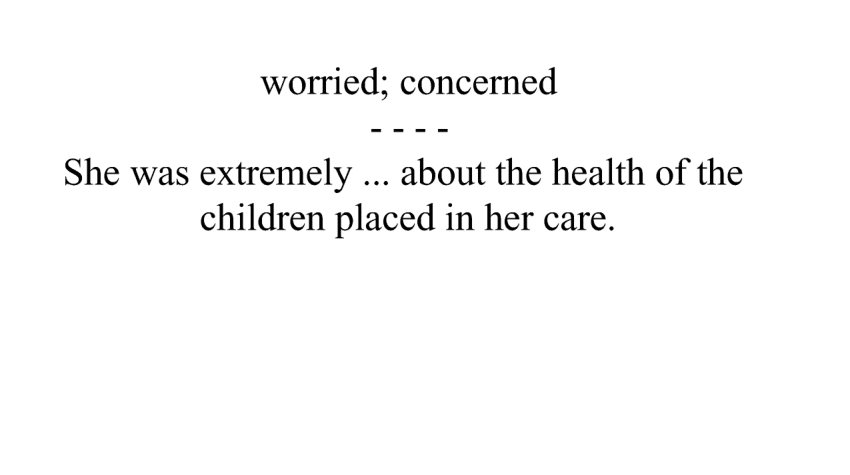 worried; concerned
- - - -
She was extremely ... about the health of the
children placed in her care.